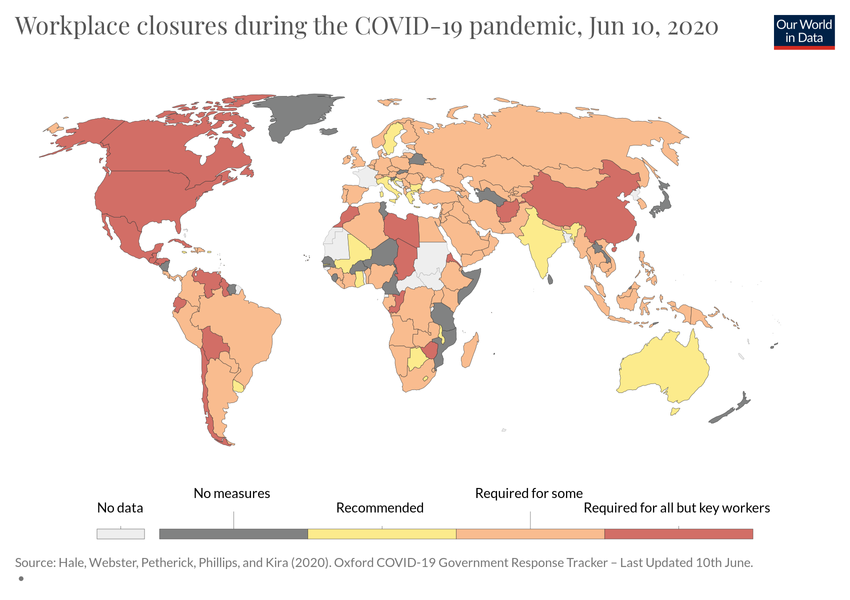 Workplace closures during the COVID-19 pandemic, Jun 10, 2020
Our World
in Data
No data
No measures
Recommended
Required for some
Required for all but key workers
Source: Hale, Webster, Petherick, Phillips, and Kira (2020). Oxford COVID-19 Government Response Tracker – Last Updated 10th June.